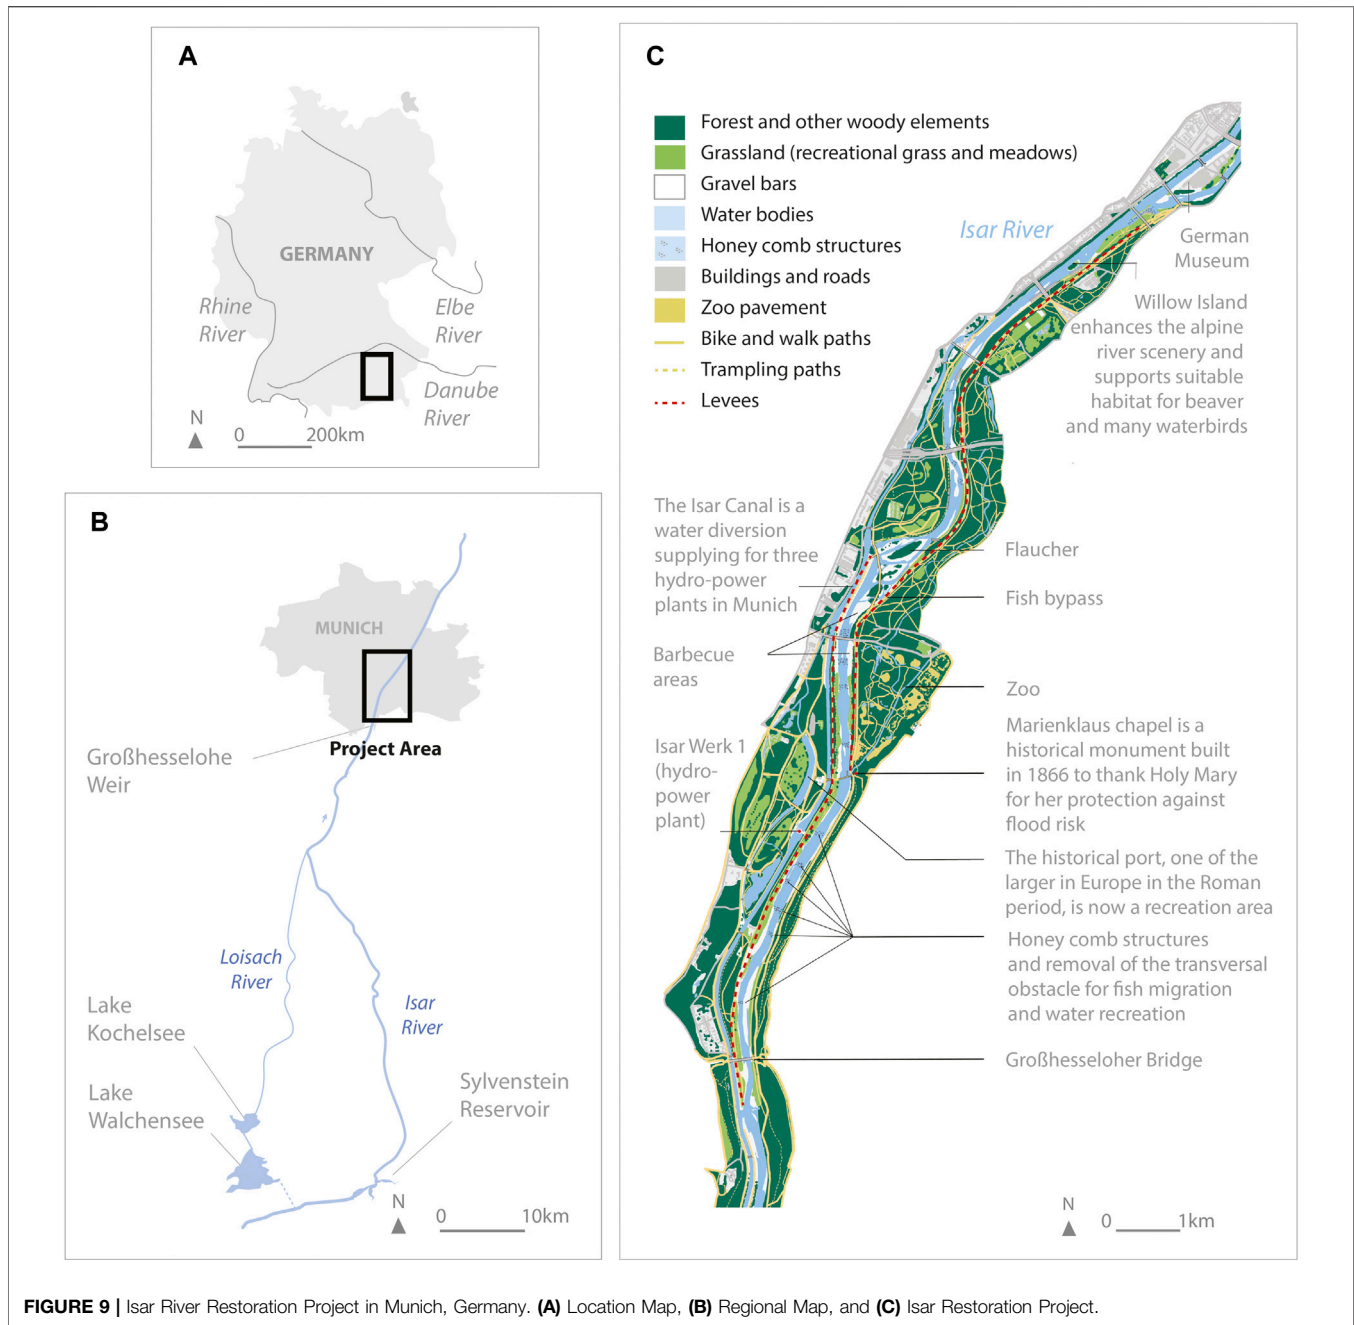 A
GERMANY
Rhine
River
Elbe
River
Danube
River
N
0
200km
B
MUNICH
Project Area
Großhesselohe
Weir
Loisach
River
Isar
River
Lake
Kochelsee
Lake
Walchensee
Sylvenstein
Reservoir
N
0
10km
C
Forest and other woody elements
Grassland (recreational grass and meadows)
Gravel bars
Water bodies
Honey comb structures
Buildings and roads
Zoo pavement
Bike and walk paths
Trampling paths
Levees
Isar River
German
Museum
Willow Island
enhances the alpine
river scenery and
supports suitable
habitat for beaver
and many waterbirds
The Isar Canal is a
water diversion
supplying for three
hydro-power
plants in Munich
Flaucher
Fish bypass
Barbecue
areas
Zoo
Isar Werk 1
(hydro-
power
plant)
Marienklaus chapel is a
historical monument built
in 1866 to thank Holy Mary
for her protection against
flood risk
The historical port, one of the
larger in Europe in the Roman
period, is now a recreation area
Honey comb structures
and removal of the transversal
obstacle for fish migration
and water recreation
Großhesseloher Bridge
N
0
1km
FIGURE 9 | Isar River Restoration Project in Munich, Germany. (A) Location Map, (B) Regional Map, and (C) Isar Restoration Project.